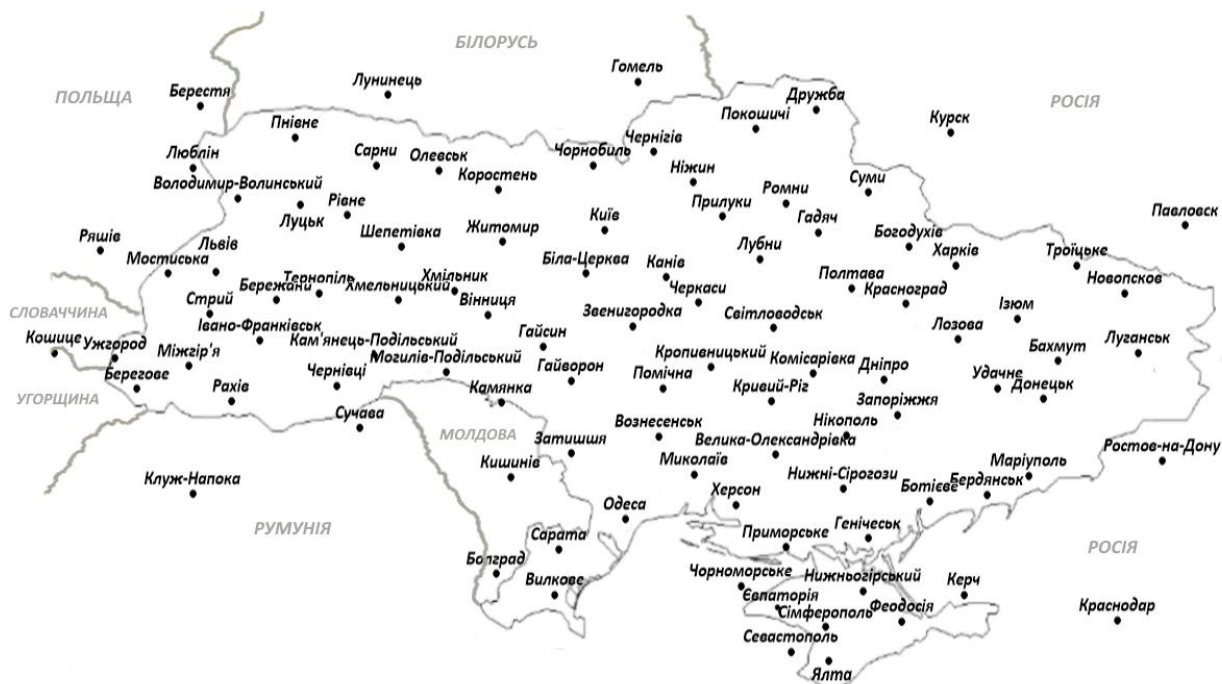 БІЛОРУСЬ
Гомель
Лунинець
ПОЛЬЩА
Берестя
Дружба
РОСІЯ
Покошичі
Курск
Пнівне
Чернігів
Люблін
Сарни
Олевськ
Чорнобиль
Коростень
Ніжин
Володимир-Волинський
Ромни
Суми
Луцьк
Рівне
Прилуки
Київ
Гадяч
Павловск
Шепетівка
Житомир
Ряшів
Львів
Лубни
Богодухів
Харків
Троїцьке
Мостиська
Біла-Церква
Канів
Бережани
Тернопіль
Хмільник
Полтава
Новопсков
Хмельницький
Красноград
Стрий
Вінниця
Черкаси
Ізюм
СЛОВАЧЧИНА
Звенигородка
Світловодськ
Івано-Франківськ
Лозова
Кошице
Ужгород
Кам'янець-Подільський
Гайсин
Луганськ
Міжгір'я
Могилів-Подільський
Кропивницький
Комісарівка
Бахмут
Берегове
Чернівці
Гайворон
Помічна
Дніпро
Удачне
Рахів
Камянка
Кривий-Ріг
Донецьк
УГОРЩИНА
Сучава
Запоріжжя
МОЛДОВА
Затишшя
Вознесенськ
Велика-Олександрівка
Нікополь
Ростов-на-Дону
Кишинів
Миколаїв
Нижні-Сірогози
Маріуполь
Клуж-Напока
Ботієве
Бердянськ
Херсон
Одеса
РУМУНІЯ
Генічеськ
Сарата
Приморське
РОСІЯ
Болград
Чорноморське
Нижньогірський
Керч
Вилкове
Євпаторія
Сімферополь
Феодосія
Краснодар
Севастополь
Ялта